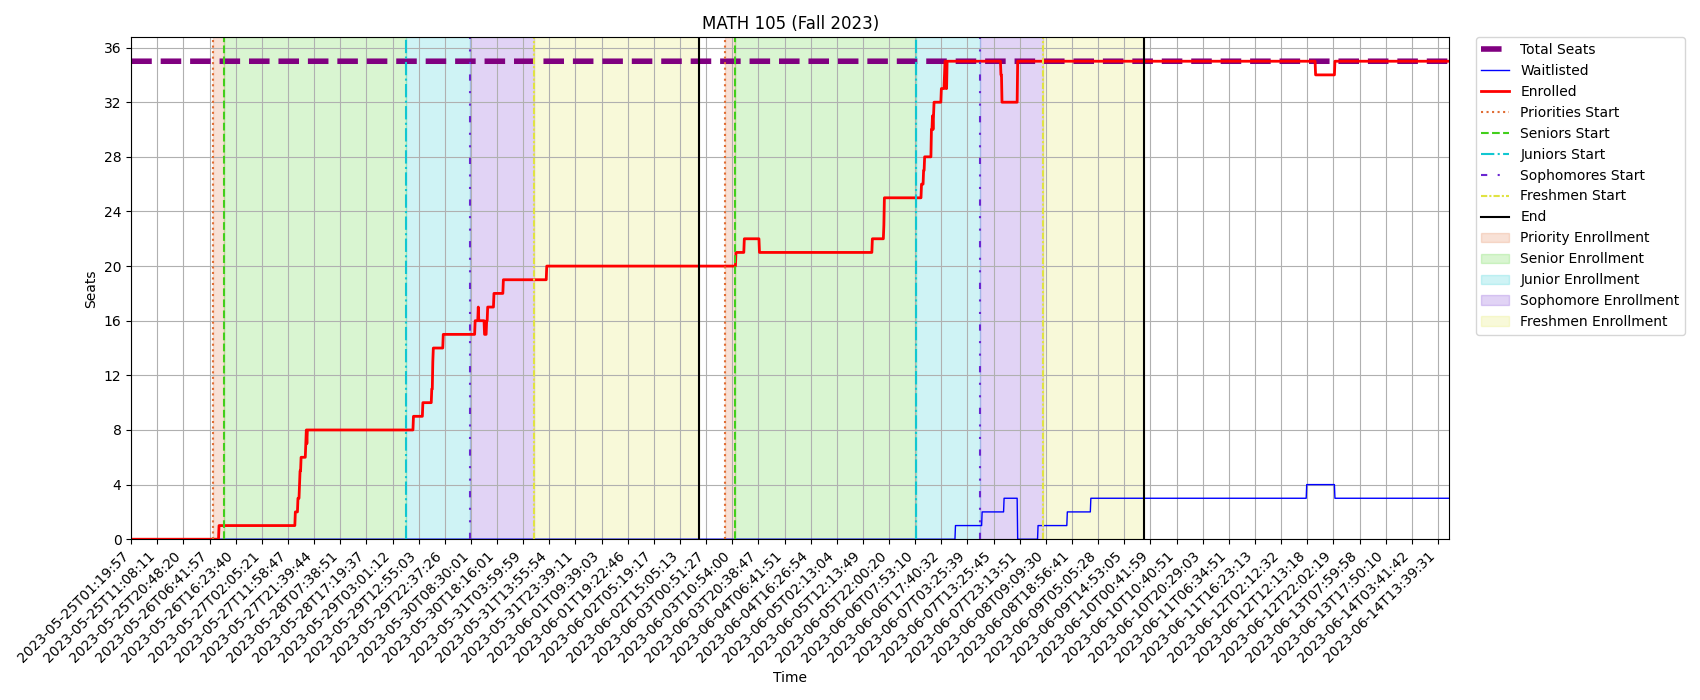 MATH 105 (Fall 2023)
36
32
28
24
20
16
12
8
4
0
Seats
2023-05-25T01:19:57
2023-05-25T11:08:11
2023-05-25T20:48:20
2023-05-26T06:41:57
2023-05-26T16:23:40
2023-05-27T02:05:21
2023-05-27T11:58:47
2023-05-27T21:39:44
2023-05-28T07:38:51
2023-05-28T17:19:37
2023-05-29T03:01:12
2023-05-29T12:55:03
2023-05-29T22:37:26
2023-05-30T08:30:01
2023-05-30T18:16:01
2023-05-31T03:59:59
2023-05-31T13:55:54
2023-05-31T23:39:11
2023-06-01T09:39:03
2023-06-01T19:22:46
2023-06-02T05:19:17
2023-06-02T15:05:13
2023-06-03T00:51:27
2023-06-03T10:54:00
2023-06-03T20:38:47
2023-06-04T06:41:51
2023-06-04T16:26:54
2023-06-05T02:13:04
2023-06-05T12:13:49
2023-06-05T22:00:20
2023-06-06T07:53:10
2023-06-06T17:40:32
2023-06-07T03:25:39
2023-06-07T13:25:45
2023-06-07T23:13:51
2023-06-08T09:09:30
2023-06-08T18:56:41
2023-06-09T05:05:28
2023-06-09T14:53:05
2023-06-10T00:41:59
2023-06-10T10:40:51
2023-06-10T20:29:03
2023-06-11T06:34:51
2023-06-11T16:23:13
2023-06-12T02:12:32
2023-06-12T12:13:18
2023-06-12T22:02:19
2023-06-13T07:59:58
2023-06-13T17:50:10
2023-06-14T03:41:42
2023-06-14T13:39:31
Time
Total Seats
Waitlisted
Enrolled
Priorities Start
Seniors Start
Juniors Start
Sophomores Start
Freshmen Start
End
Priority Enrollment
Senior Enrollment
Junior Enrollment
Sophomore Enrollment
Freshmen Enrollment